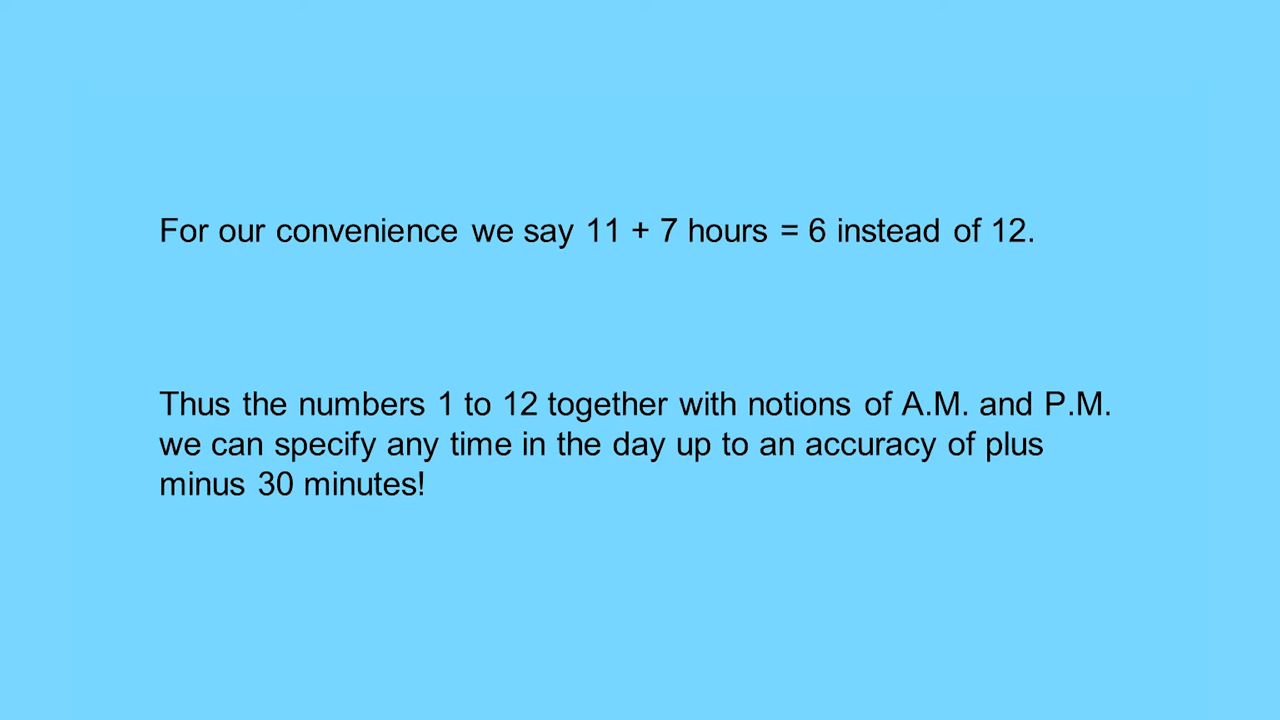 For our convenience we say 11 + 7 hours = 6 instead of 12.
Thus the numbers 1 to 12 together with notions of A.M. and P.M.
we can specify any time in the day up to an accuracy of plus
minus 30 minutes!